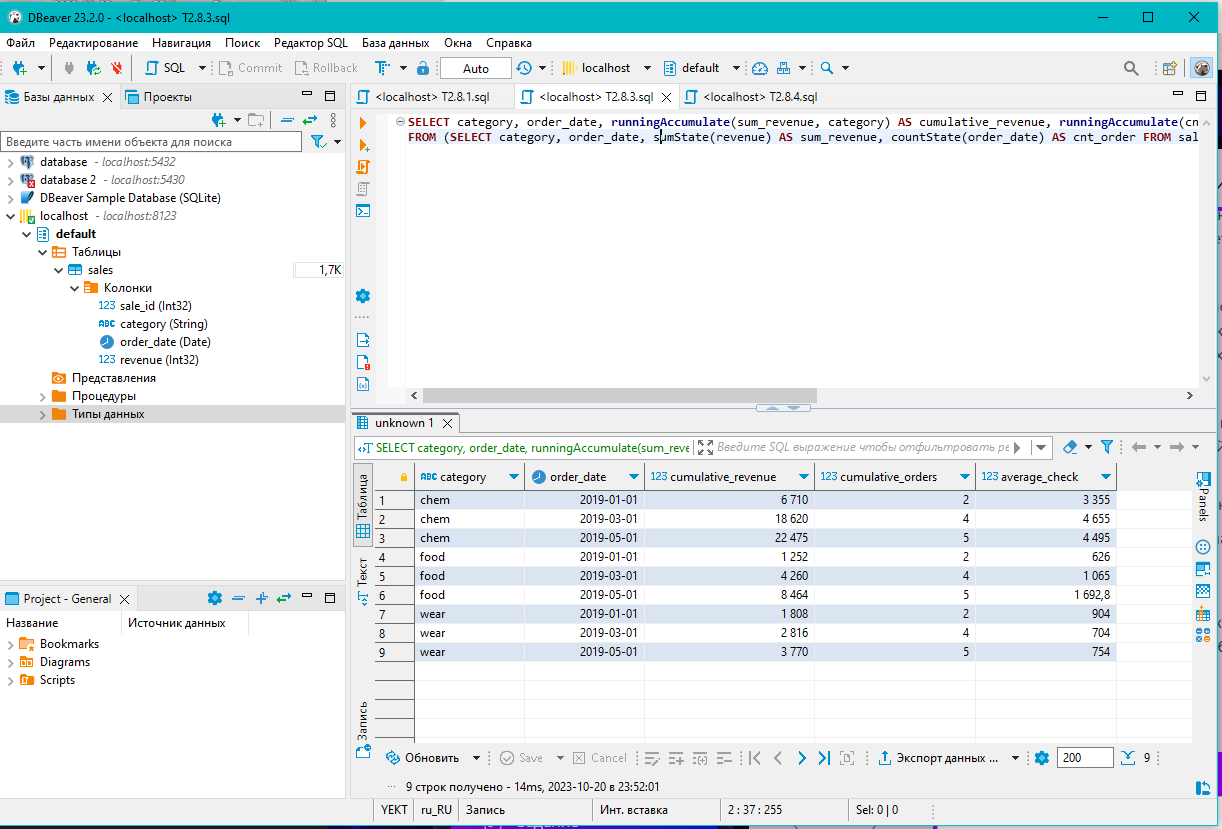 DBeaver 23.2.0 - <localhost> T2.8.3.sql
Файл Редактирование Навигация Поиск Редактор SQL База данных Окна Справка
SQL Commit Rollback Auto localhost default
Базы данных Проекты
<localhost> T2.8.1.sql <localhost> T2.8.3.sql <localhost> T2.8.4.sql
Введите часть имени объекта для поиска
database - localhost:5432
database 2 - localhost:5430
DBeaver Sample Database (SQLite)
localhost - localhost:8123
default
Таблицы
sales 1,7K
Колонки
123 sale_id (Int32)
ABC category (String)
order_date (Date)
123 revenue (Int32)
Представления
Процедуры
Типы данных
SELECT category, order_date, runningAccumulate(sum_revenue, category) AS cumulative_revenue, runningAccumulate(cn
FROM (SELECT category, order_date, sumState(revenue) AS sum_revenue, countState(order_date) AS cnt_order FROM sal
unknown 1
SELECT category, order_date, runningAccumulate(sum_reve Введите SQL выражение чтобы отфильтровать ре
Таблица
Текст
Запись
ABC category order_date 123 cumulative_revenue 123 cumulative_orders 123 average_check
1 chem 2019-01-01 6 710 2 3 355
2 chem 2019-03-01 18 620 4 4 655
3 chem 2019-05-01 22 475 5 4 495
4 food 2019-01-01 1 252 2 626
5 food 2019-03-01 4 260 4 1 065
6 food 2019-05-01 8 464 5 1 692,8
7 wear 2019-01-01 1 808 2 904
8 wear 2019-03-01 2 816 4 704
9 wear 2019-05-01 3 770 5 754
Panels
Project - General
Название Источник данных
Bookmarks
Diagrams
Scripts
Обновить Save Cancel Экспорт данных ... 200 9
9 строк получено - 14ms, 2023-10-20 в 23:52:01
YEKT ru_RU Запись Инт. вставка 2 : 37 : 255 Sel: 0 | 0